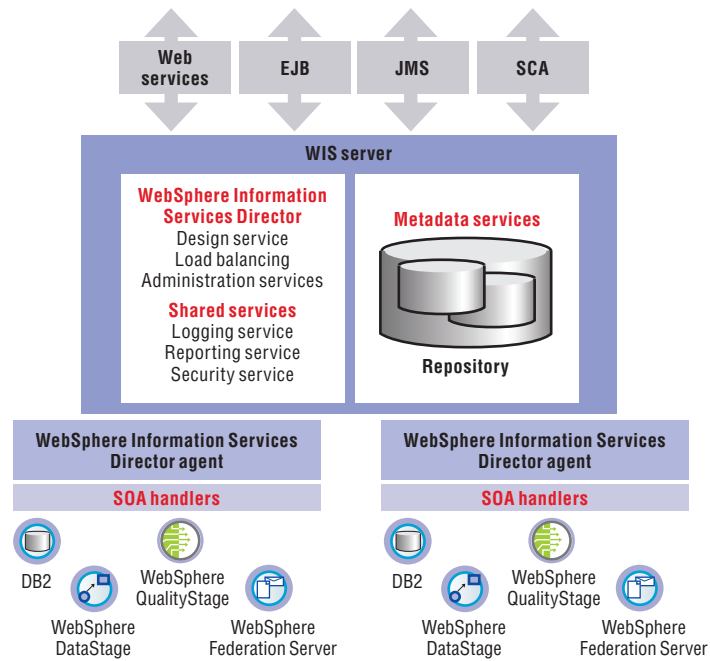 Web
services
EJB
JMS
SCA
WIS server
WebSphere Information
Services Director
Design service
Load balancing
Administration services
Shared services
Logging service
Reporting service
Security service
Metadata services
Repository
WebSphere Information Services
Director agent
SOA handlers
DB2
WebSphere
DataStage
WebSphere
QualityStage
WebSphere
Federation Server
WebSphere Information Services
Director agent
SOA handlers
DB2
WebSphere
DataStage
WebSphere
QualityStage
WebSphere
Federation Server